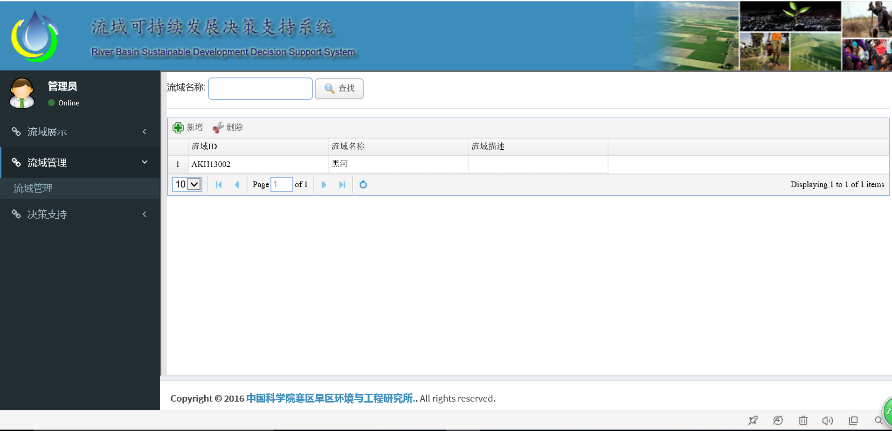 流域可持续发展决策支持系统
River Basin Sustainable Development Decision Support System
管理员
Online
流域名称:
查找
流域展示
新增 删除
流域管理
流域ID 流域名称 流域描述
1 AKH13002 黑河
流域管理
10 Page 1 of 1 Displaying 1 to 1 of 1 items
决策支持
Copyright © 2016 中国科学院寒区旱区环境与工程研究所.. All rights reserved.